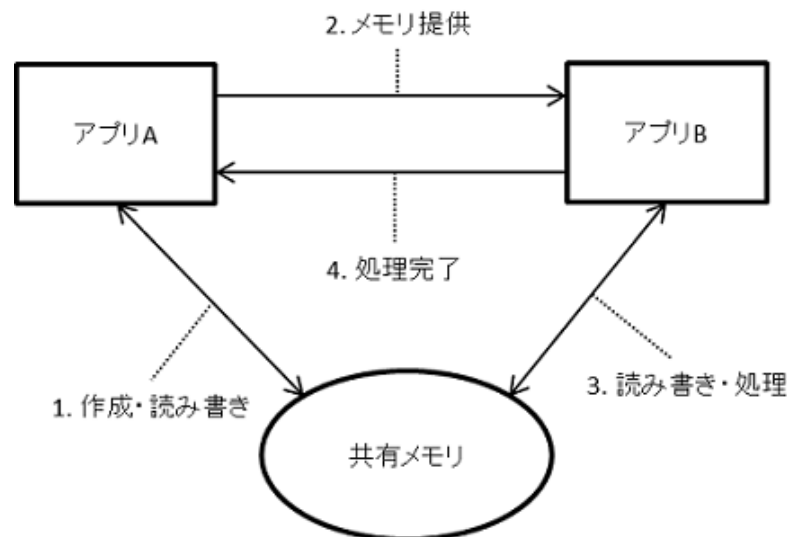 2. メモリ提供
アプリA
アプリB
4. 処理完了
1. 作成・読み書き
3. 読み書き・処理
共有メモリ